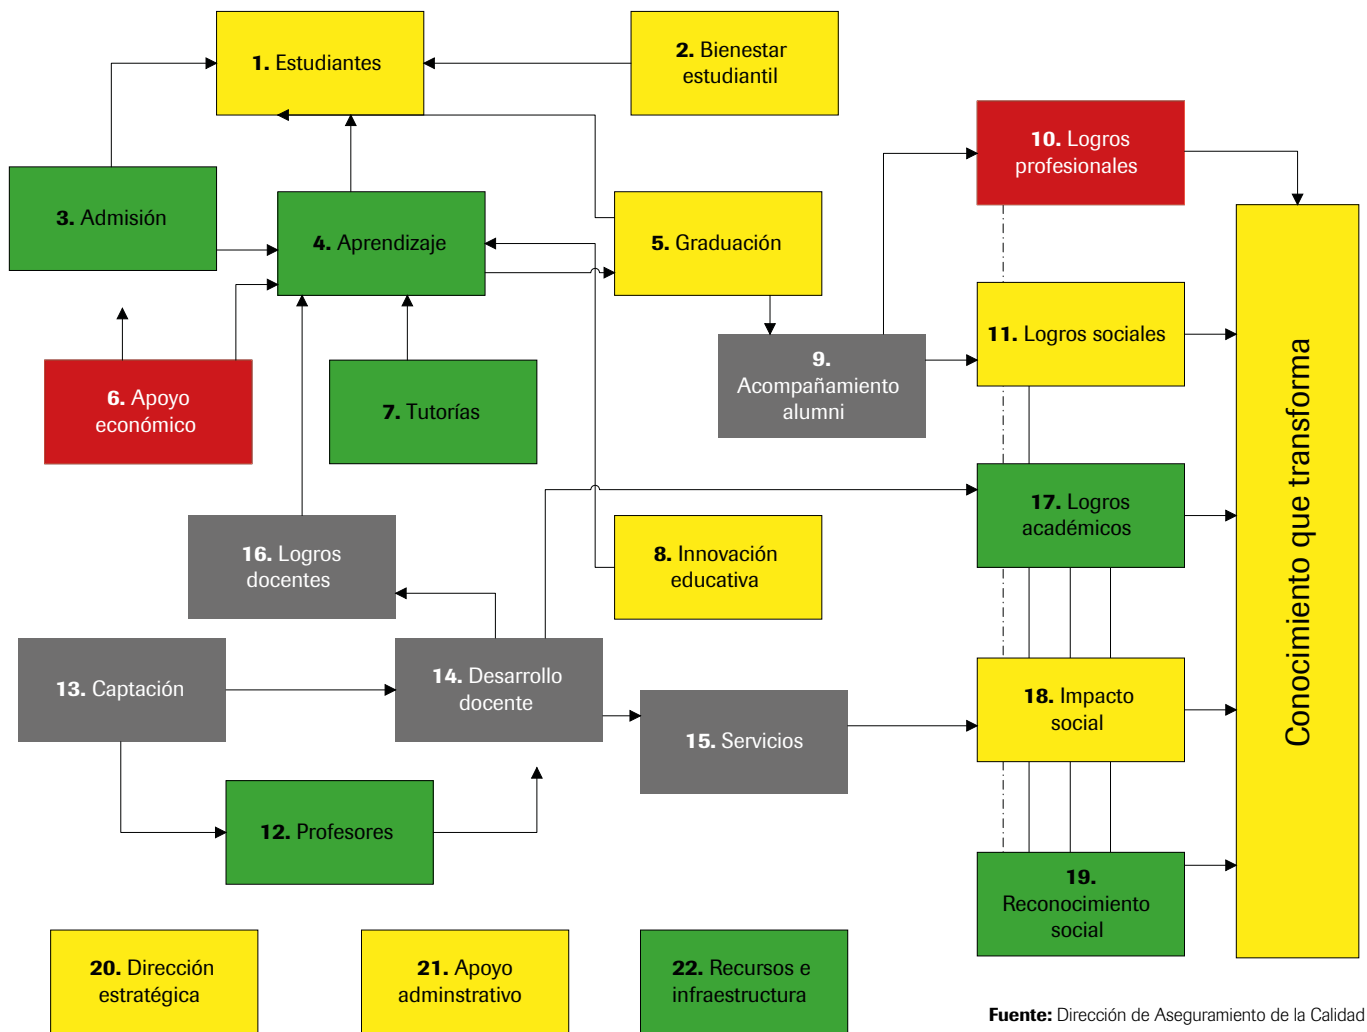 1. Estudiantes
2. Bienestar
estudiantil
3. Admisión
4. Aprendizaje
5. Graduación
6. Apoyo
económico
7. Tutorías
8. Innovación
educativa
9.
Acompañamiento
alumni
10. Logros
profesionales
11. Logros sociales
17. Logros
académicos
16. Logros
docentes
13. Captación
14. Desarrollo
docente
15. Servicios
18. Impacto
social
12. Profesores
19.
Reconocimiento
social
Conocimiento que transforma
20. Dirección
estratégica
21. Apoyo
adminstrativo
22. Recursos e
infraestructura
Fuente: Dirección de Aseguramiento de la Calidad